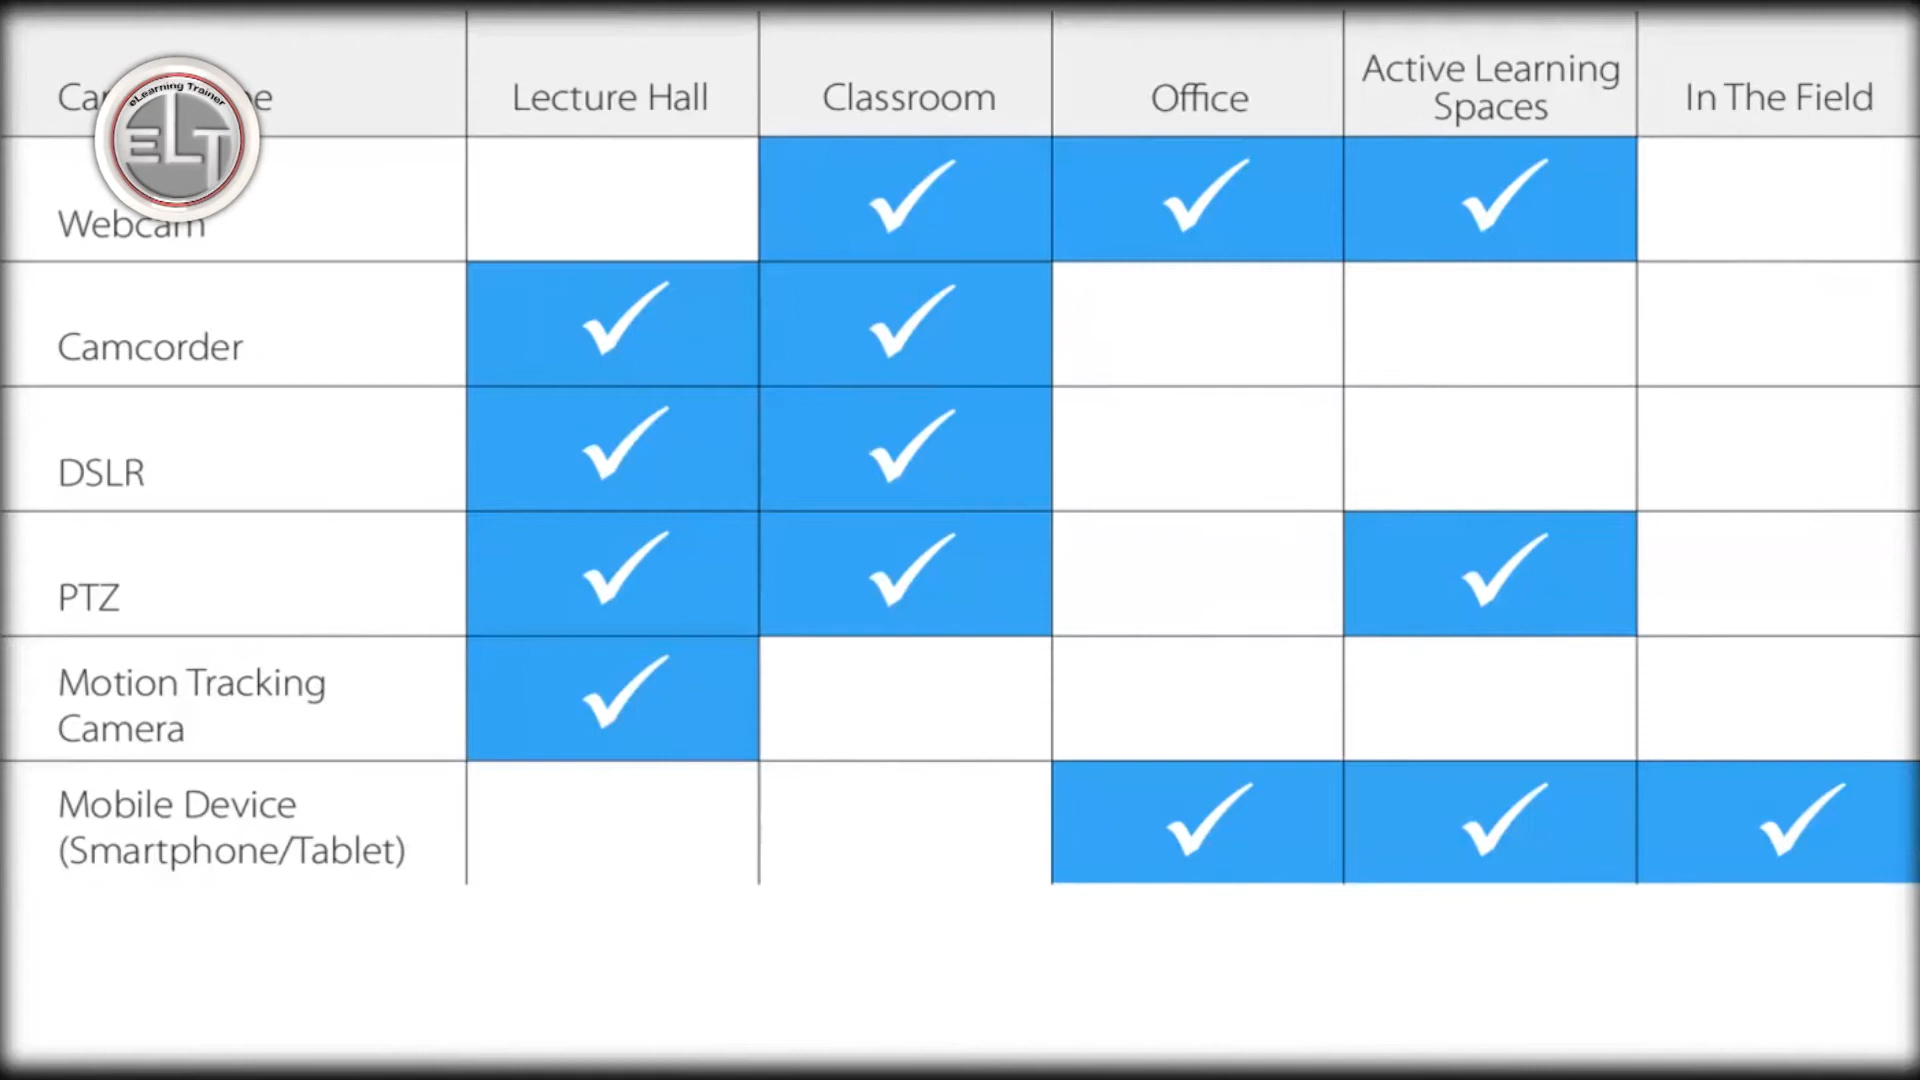 Lecture Hall
Classroom
Office
Active Learning
Spaces
In The Field
eLearning Trainer
ELT
Webcam
Camcorder
DSLR
PTZ
Motion Tracking
Camera
Mobile Device
(Smartphone/Tablet)